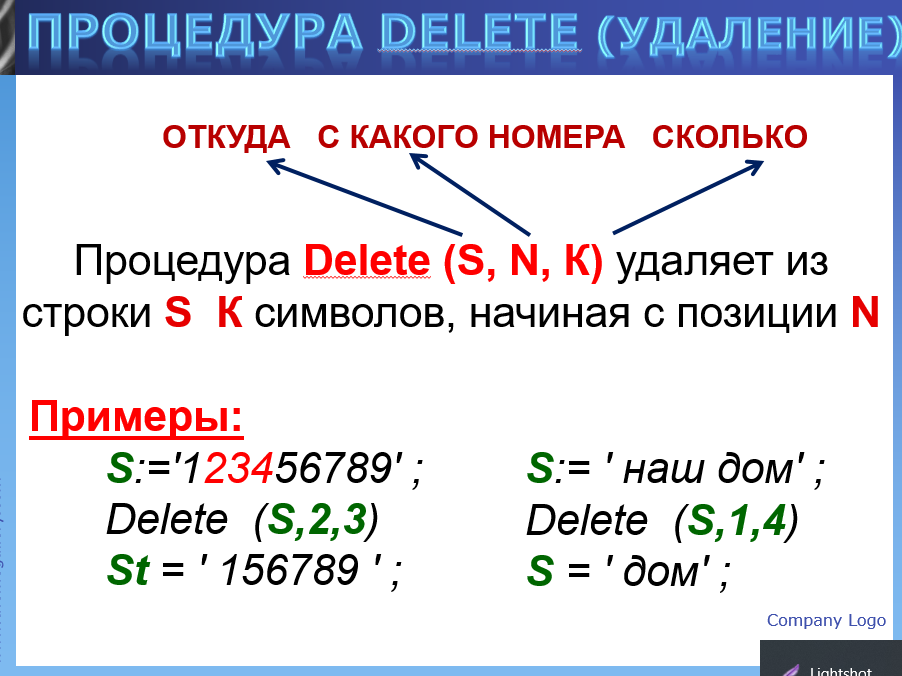 ПРОЦЕДУРА DELETE (УДАЛЕНИЕ)
ОТКУДА С КАКОГО НОМЕРА СКОЛЬКО
Процедура Delete (S, N, К) удаляет из
строки S К символов, начиная с позиции N
Примеры:
S:='123456789' ;
Delete (S,2,3)
St = ' 156789 ' ;
S:= ' наш дом' ;
Delete (S,1,4)
S = ' дом' ;
Company Logo
Lightshot